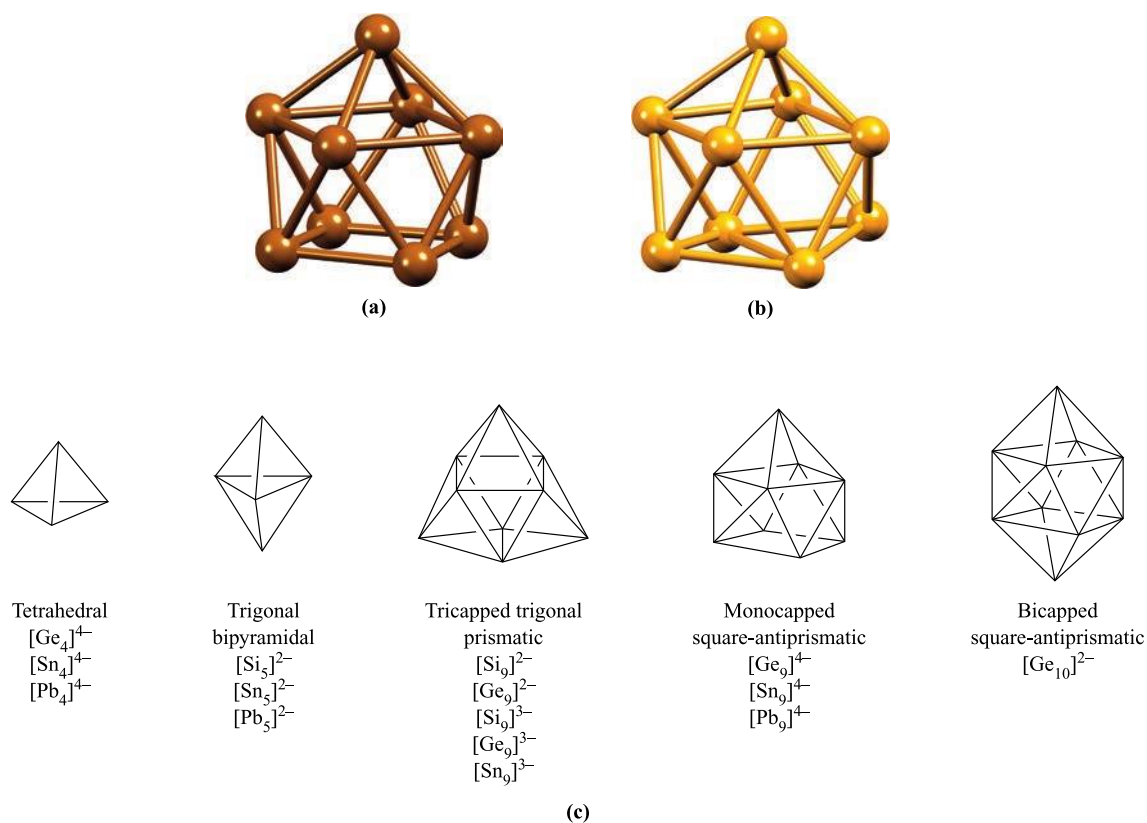 (a)
(b)
Tetrahedral
[Ge₄]⁴⁻
[Sn₄]⁴⁻
[Pb₄]⁴⁻
Trigonal
bipyramidal
[Si₅]²⁻
[Sn₅]²⁻
[Pb₅]²⁻
Tricapped trigonal
prismatic
[Si₉]²⁻
[Ge₉]²⁻
[Si₉]³⁻
[Ge₉]³⁻
[Sn₉]³⁻
Monocapped
square-antiprismatic
[Ge₉]⁴⁻
[Sn₉]⁴⁻
[Pb₉]⁴⁻
Bicapped
square-antiprismatic
[Ge₁₀]²⁻
(c)